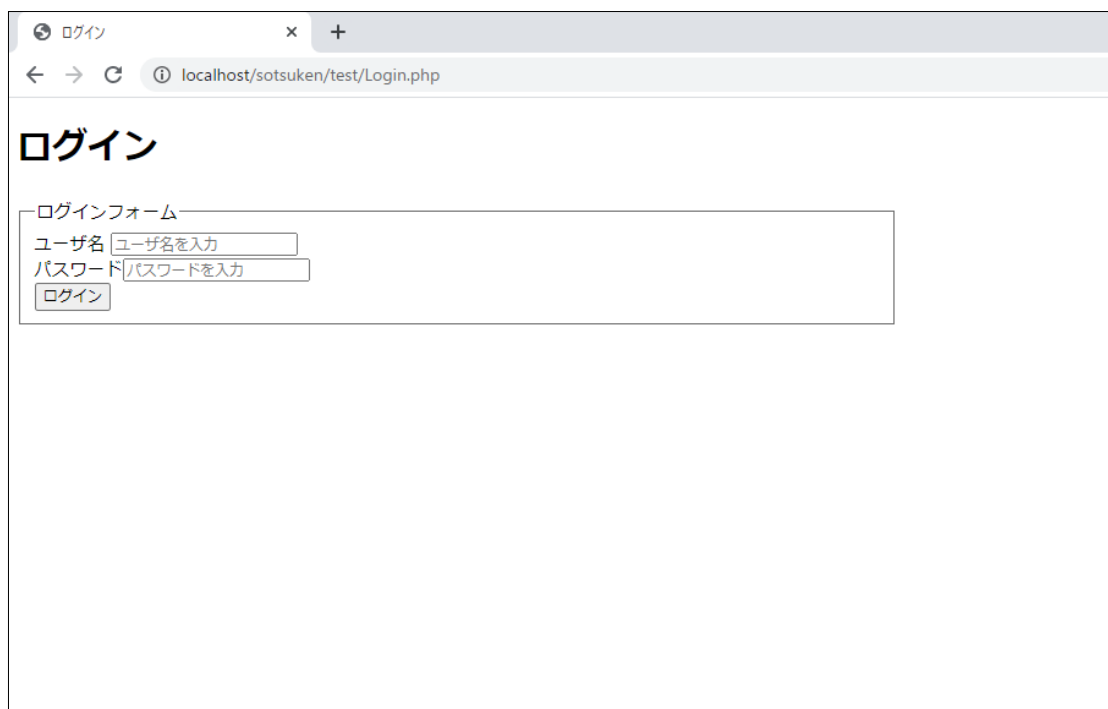 ログイン
localhost/sotsuken/test/Login.php
ログイン
ログインフォーム
ユーザ名 ユーザ名を入力
パスワード パスワードを入力
ログイン